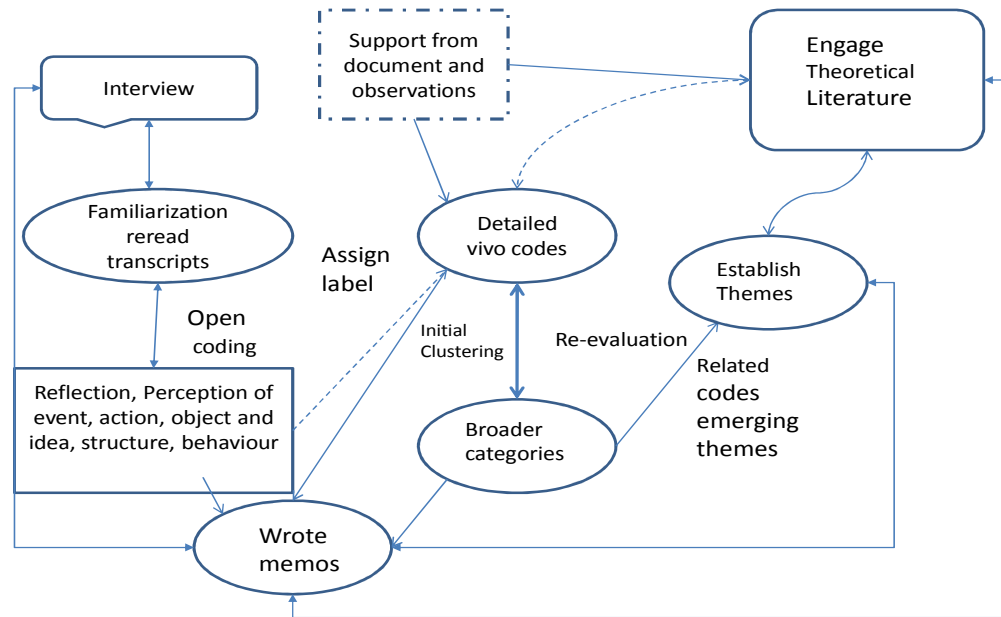 Interview
Support from
document and
observations
Engage
Theoretical
Literature
Familiarization
reread
transcripts
Assign
label
Detailed
vivo codes
Establish
Themes
Open
coding
Initial
Clustering
Re-evaluation
Related
codes
emerging
themes
Reflection, Perception of
event, action, object and
idea, structure, behaviour
Broader
categories
Wrote
memos